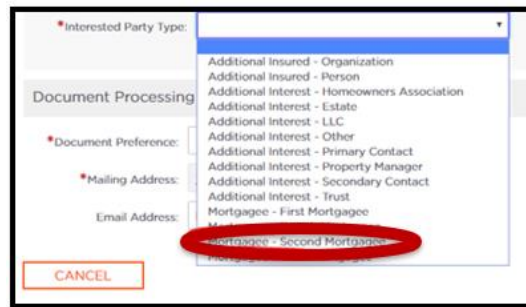 *Interested Party Type:
Additional Insured - Organization
Additional Insured - Person
Additional Interest - Homeowners Association
Document Processing
Additional Interest - Estate
Additional Interest - LLC
Additional Interest - Other
*Document Preference:
Additional Interest - Primary Contact
Additional Interest - Property Manager
*Mailing Address:
Additional Interest - Secondary Contact
Additional Interest - Trust
Email Address:
Mortgagee - First Mortgagee
Mortgagee - Second Mortgagee
CANCEL